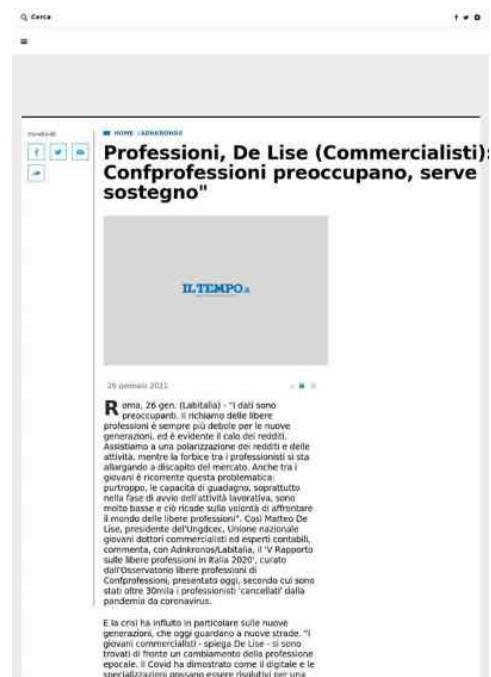 Cerca
Condividi
HOME / ADNKRONOS
Professioni, De Lise (Commercialisti):
Confprofessioni preoccupano, serve
sostegno"
IL TEMPO.it
26 gennaio 2021
Roma, 26 gen. (Labitalia) - "I dati sono
preoccupanti. Il richiamo delle libere
professioni è sempre più debole per le nuove
generazioni, ed è evidente il calo dei redditi.
Assistiamo a una polarizzazione dei redditi e delle
attività, mentre la forbice tra i professionisti si sta
allargando a discapito del mercato. Anche tra i
giovani è ricorrente questa problematica:
purtroppo, le capacità di guadagno, soprattutto
nella fase di avvio dell'attività lavorativa, sono
molto basse e ciò ricade sulla volontà di affrontare
il mondo delle libere professioni". Così Matteo De
Lise, presidente dell'Ungdcec, Unione nazionale
giovani dottori commercialisti ed esperti contabili,
commenta, con Adnkronos/Labitalia, il 'V Rapporto
sulle libere professioni in Italia 2020', curato
dall'Osservatorio libere professioni di
Confprofessioni, presentato oggi, secondo cui sono
stati oltre 30mila i professionisti 'cancellati' dalla
pandemia da coronavirus.
E la crisi ha influito in particolare sulle nuove
generazioni, che oggi guardano a nuove strade. "I
giovani commercialisti - spiega De Lise - si sono
trovati di fronte un cambiamento della professione
epocale. Il Covid ha dimostrato come il digitale e le
specializzazioni possano essere risolutivi per una